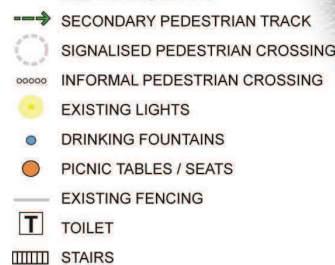 SECONDARY PEDESTRIAN TRACK
SIGNALISED PEDESTRIAN CROSSING
INFORMAL PEDESTRIAN CROSSING
EXISTING LIGHTS
DRINKING FOUNTAINS
PICNIC TABLES / SEATS
EXISTING FENCING
T TOILET
STAIRS